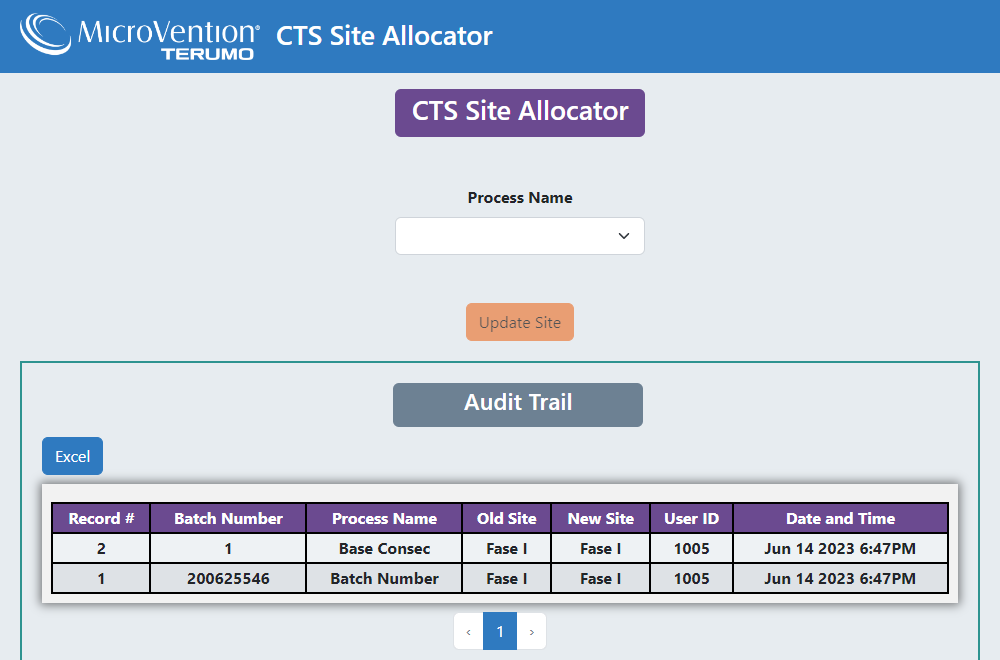 MicroVention® CTS Site Allocator
TERUMO
CTS Site Allocator
Process Name
Update Site
Audit Trail
Excel
Record # Batch Number Process Name Old Site New Site User ID Date and Time
2 1 Base Consec Fase I Fase I 1005 Jun 14 2023 6:47PM
1 200625546 Batch Number Fase I Fase I 1005 Jun 14 2023 6:47PM
‹ 1 ›